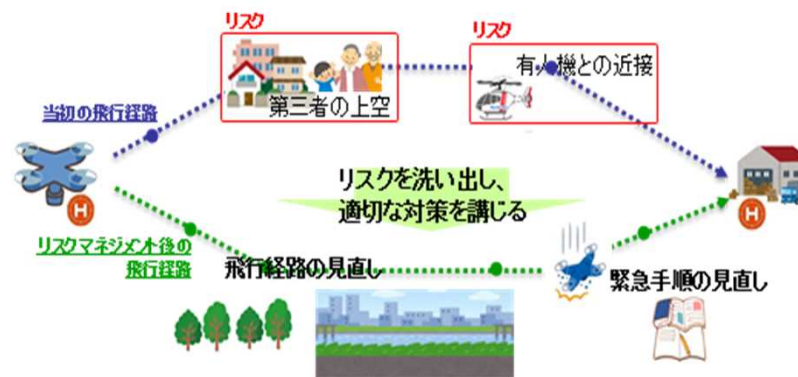 リスク
リスク
有人機との近接
第三者の上空
当初の飛行経路
H
リスクを洗い出し、
適切な対策を講じる
H
リスクマネジメント後の
飛行経路
飛行経路の見直し
緊急手順の見直し